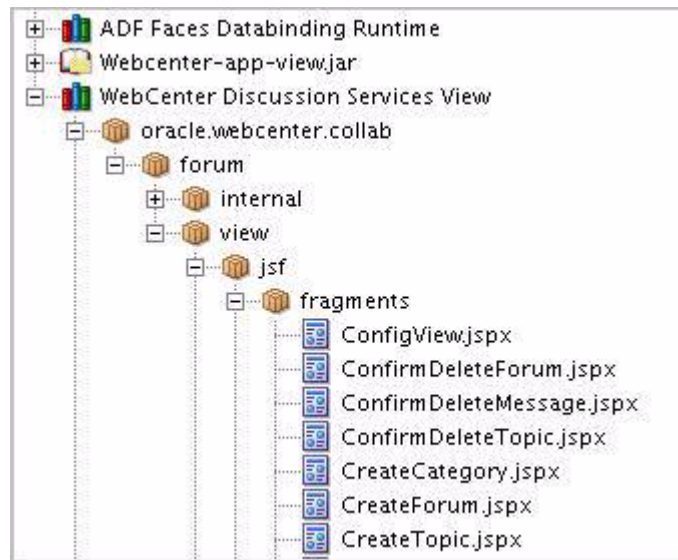 ADF Faces Databinding Runtime
Webcenter-app-view.jar
WebCenter Discussion Services View
oracle.webcenter.collab
forum
internal
view
jsf
fragments
ConfigView.jspx
ConfirmDeleteForum.jspx
ConfirmDeleteMessage.jspx
ConfirmDeleteTopic.jspx
CreateCategory.jspx
CreateForum.jspx
CreateTopic.jspx